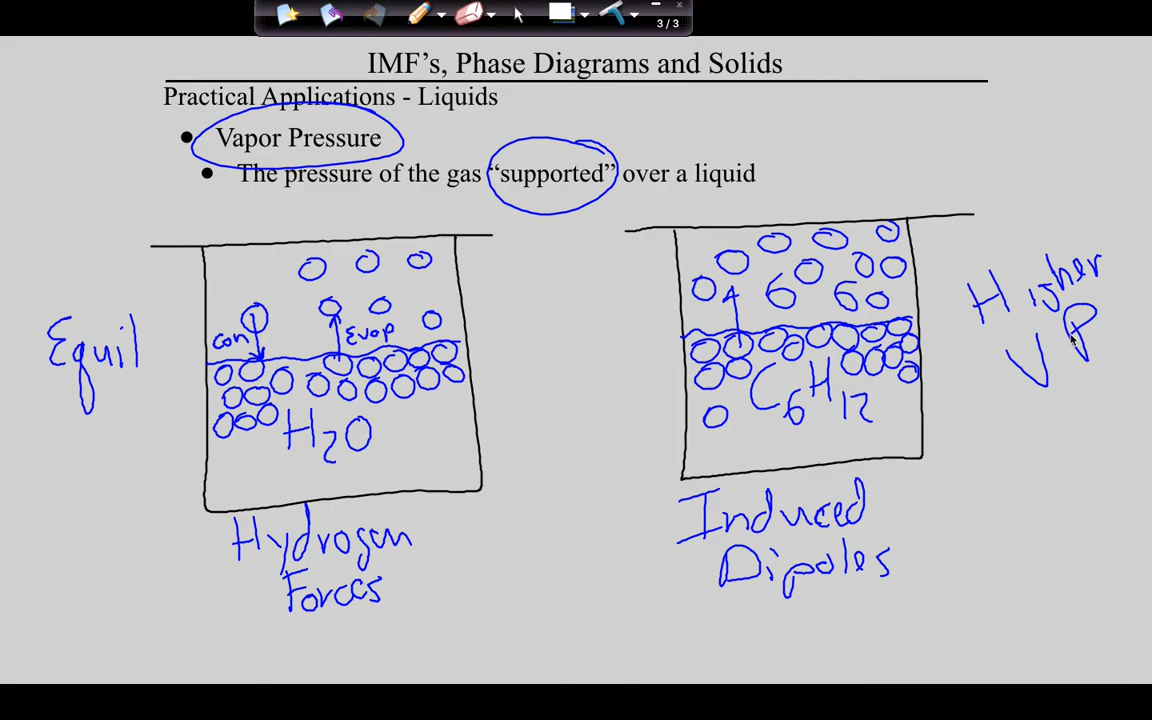 3/3
IMF's, Phase Diagrams and Solids
Practical Applications - Liquids
Vapor Pressure
The pressure of the gas “supported” over a liquid
Equil
con
Evap
H2O
Hydrogen
Forces
C6H12
Induced
Dipoles
Higher
VP